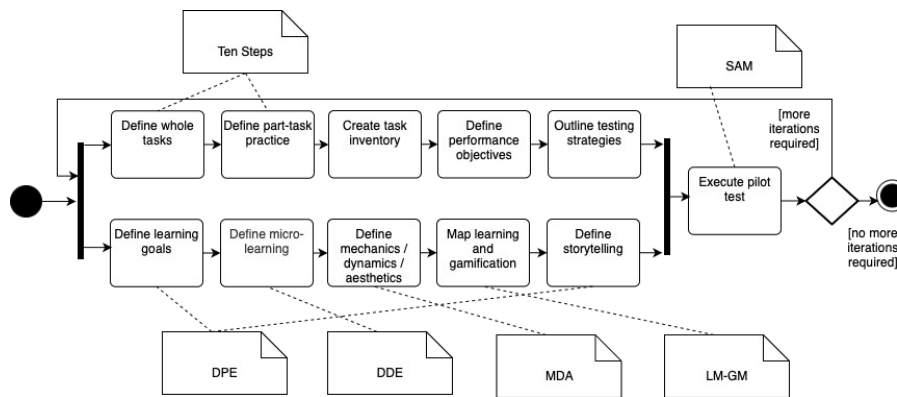 Ten Steps
SAM
Define whole
tasks
Define part-task
practice
Create task
inventory
Define
performance
objectives
Outline testing
strategies
[more
iterations
required]
Execute pilot
test
Define learning
goals
Define micro-
learning
Define
mechanics /
dynamics /
aesthetics
Map learning
and
gamification
Define
storytelling
[no more
iterations
required]
DPE
DDE
MDA
LM-GM